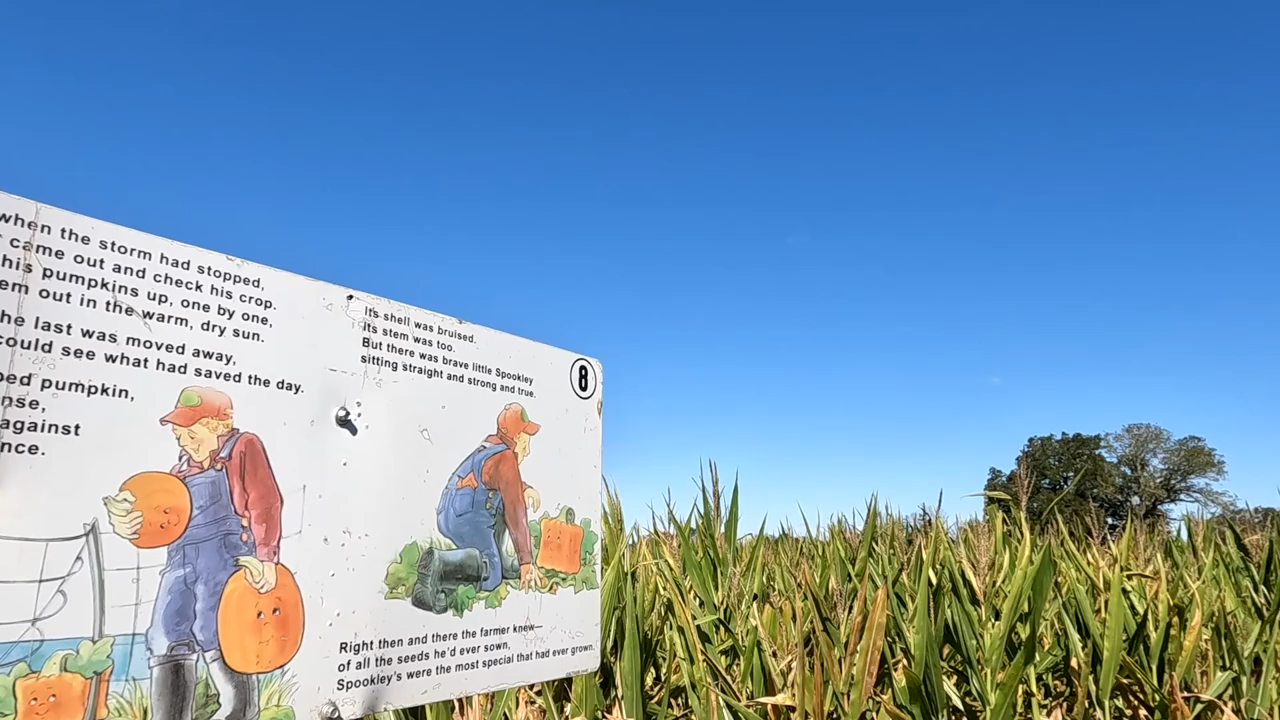 when the storm had stopped,
came out and check his crop.
his pumpkins up, one by one,
em out in the warm, dry sun.
he last was moved away,
could see what had saved the day.
ped pumpkin,
nse,
against
nce.
Its shell was bruised.
Its stem was too.
But there was brave little Spookley
sitting straight and strong and true.
8
Right then and there the farmer knew—
of all the seeds he'd ever sown,
Spookley's were the most special that had ever grown.